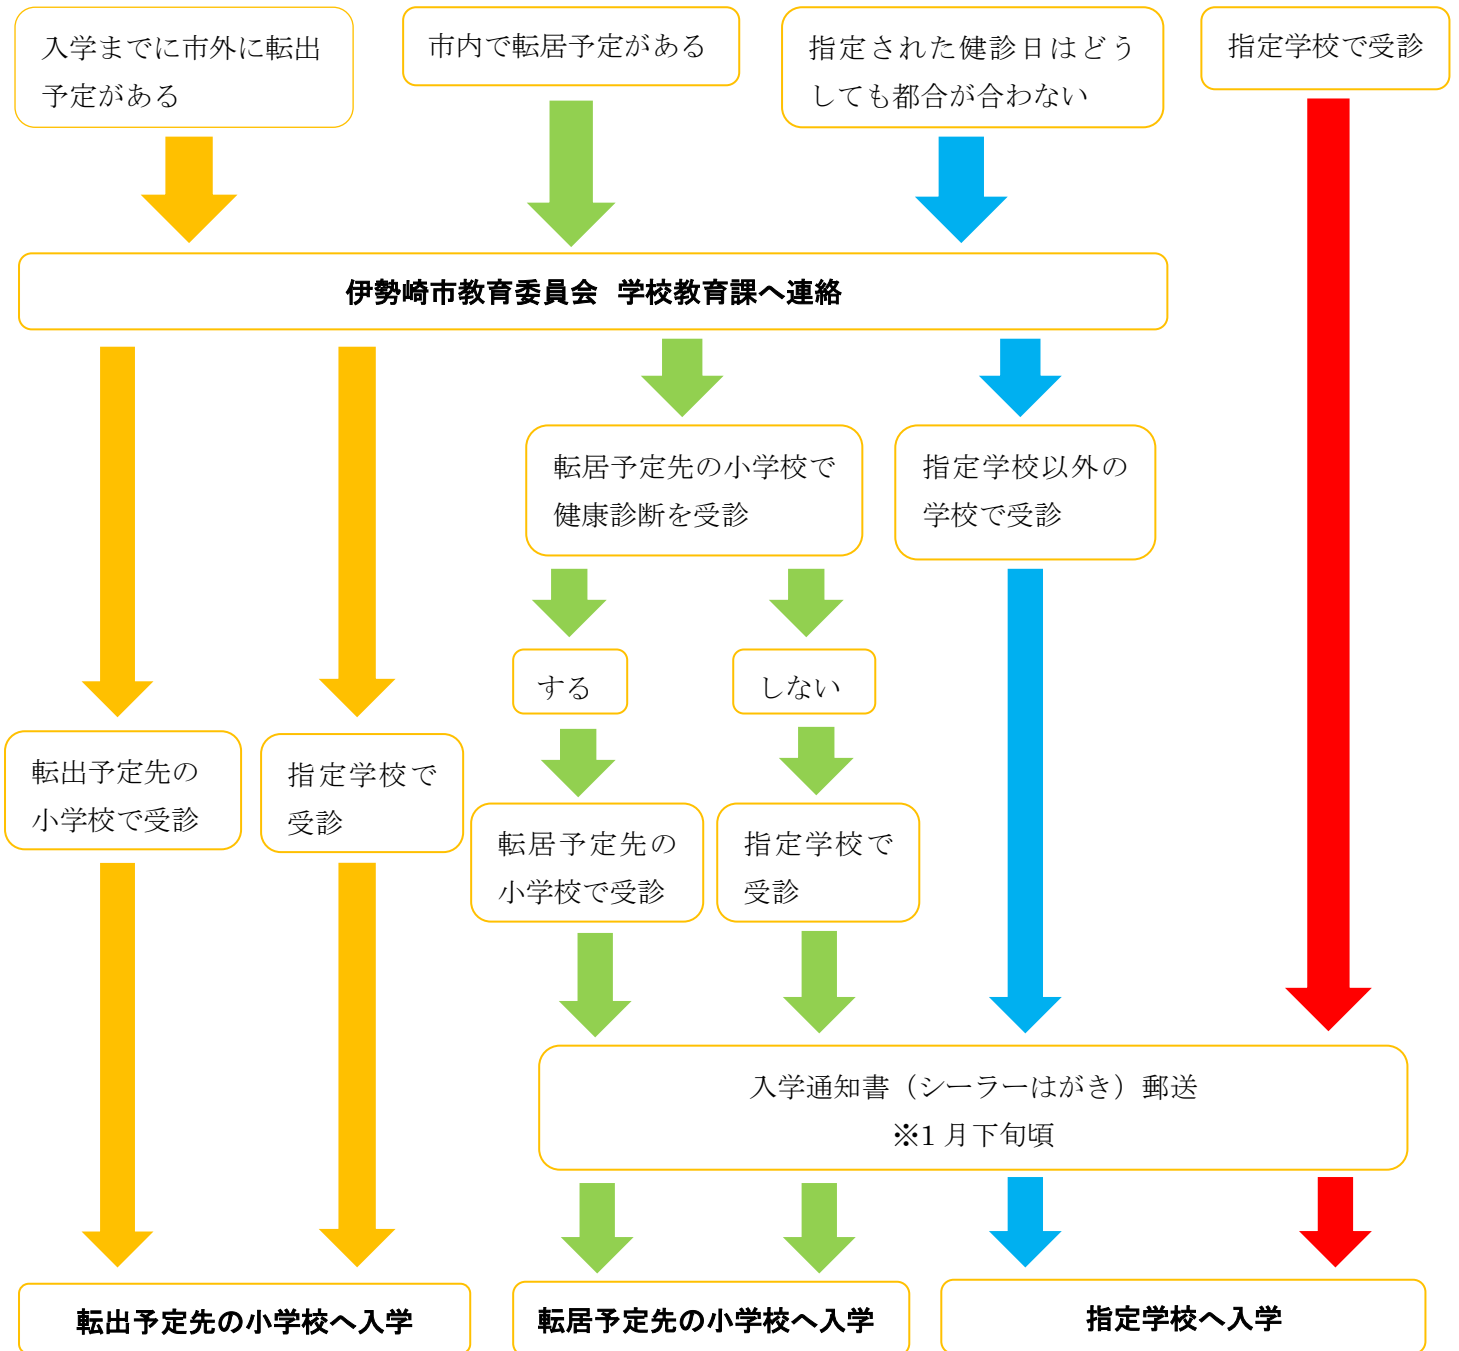 入学までに市外に転出
予定がある
市内で転居予定がある
指定された健診日はどう
しても都合が合わない
指定学校で受診
伊勢崎市教育委員会　学校教育課へ連絡
転居予定先の小学校で
健康診断を受診
指定学校以外の
学校で受診
する
しない
転出予定先の
小学校で受診
指定学校で
受診
転居予定先の
小学校で受診
指定学校で
受診
入学通知書（シーラーはがき）郵送
※1 月下旬頃
転出予定先の小学校へ入学
転居予定先の小学校へ入学
指定学校へ入学